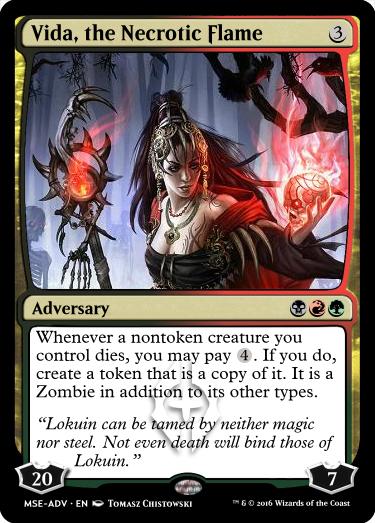 Vida, the Necrotic Flame 3
Adversary
Whenever a nontoken creature you
control dies, you may pay 4. If you do,
create a token that is a copy of it. It is a
Zombie in addition to its other types.
“Lokuin can be tamed by neither magic
nor steel. Not even death will bind those of
Lokuin.”
20 7
MSE-ADV • EN Tomasz Chistowski
™ & © 2016 Wizards of the Coast